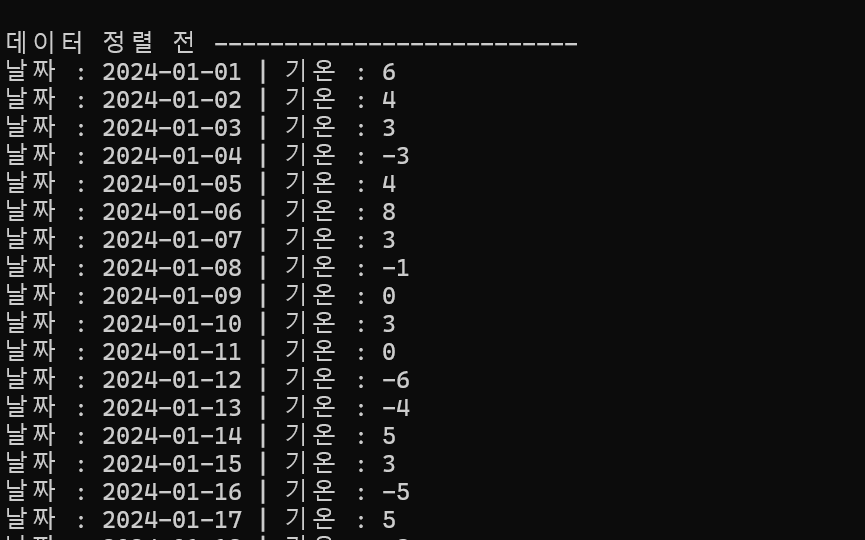 데이터 정렬 전 --------------------------
날짜 : 2024-01-01 | 기온 : 6
날짜 : 2024-01-02 | 기온 : 4
날짜 : 2024-01-03 | 기온 : 3
날짜 : 2024-01-04 | 기온 : -3
날짜 : 2024-01-05 | 기온 : 4
날짜 : 2024-01-06 | 기온 : 8
날짜 : 2024-01-07 | 기온 : 3
날짜 : 2024-01-08 | 기온 : -1
날짜 : 2024-01-09 | 기온 : 0
날짜 : 2024-01-10 | 기온 : 3
날짜 : 2024-01-11 | 기온 : 0
날짜 : 2024-01-12 | 기온 : -6
날짜 : 2024-01-13 | 기온 : -4
날짜 : 2024-01-14 | 기온 : 5
날짜 : 2024-01-15 | 기온 : 3
날짜 : 2024-01-16 | 기온 : -5
날짜 : 2024-01-17 | 기온 : 5